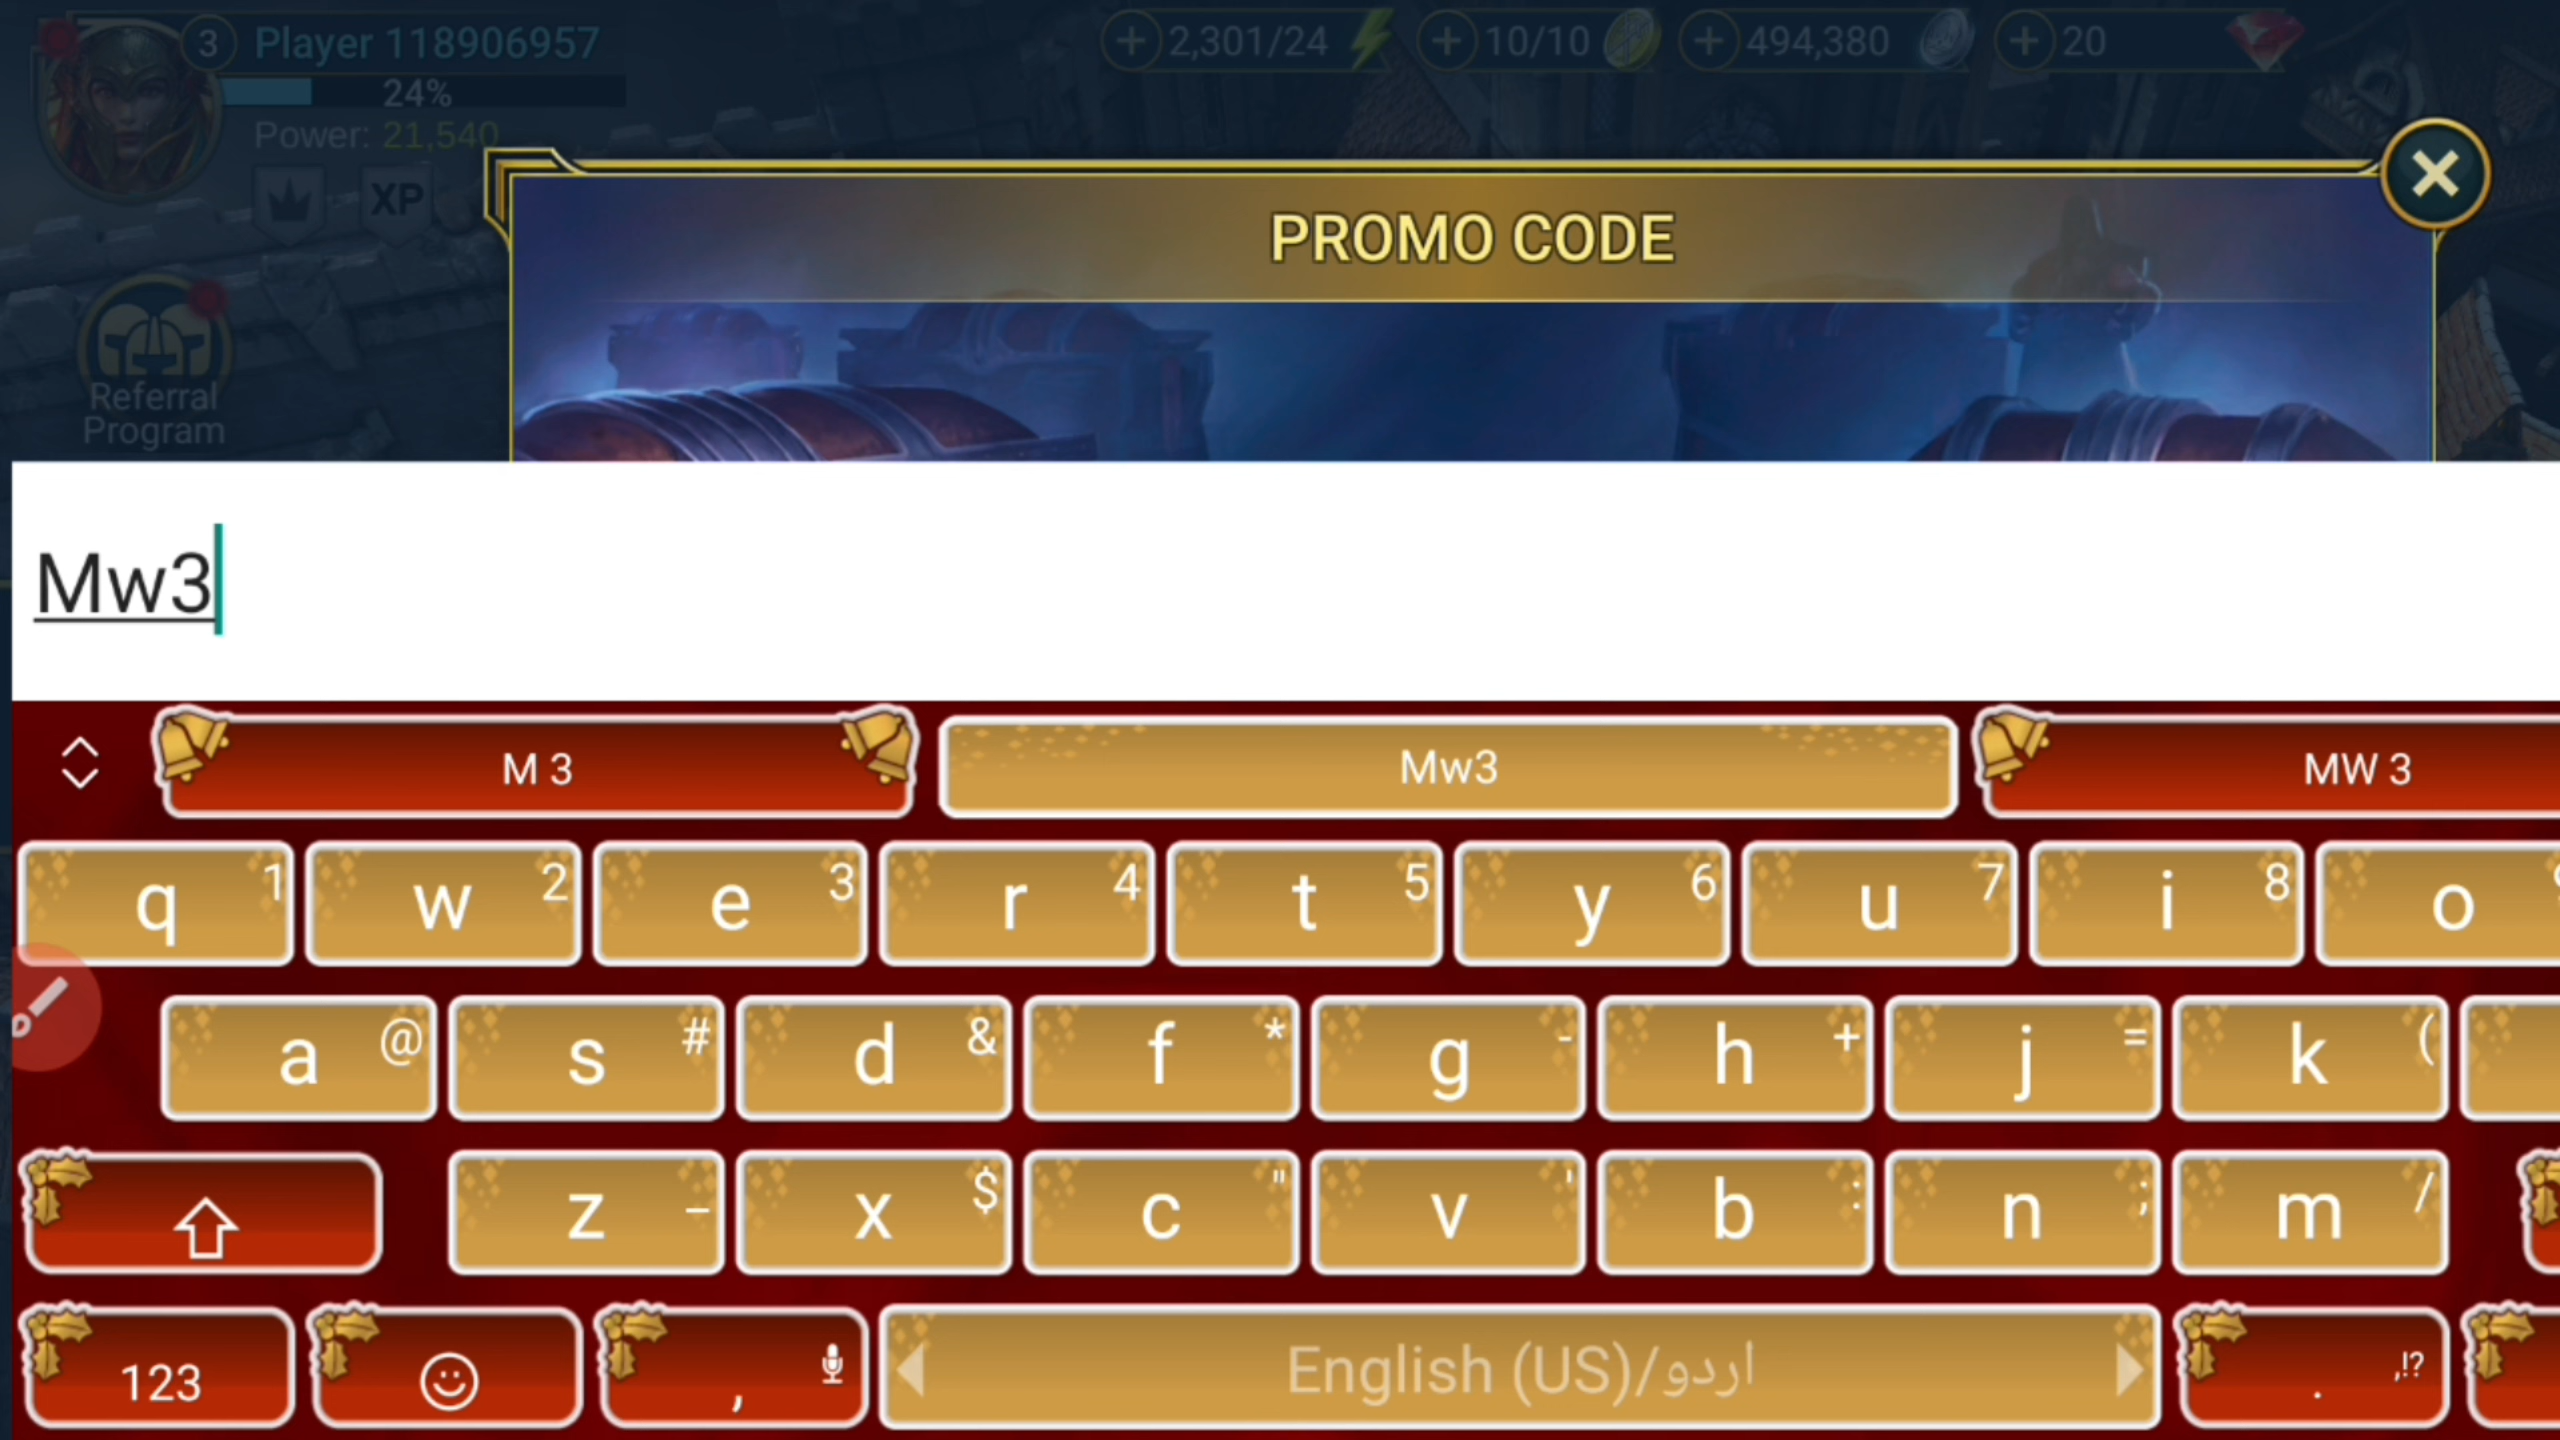 3 Player 118906957
24%
Power: 21,540
XP
2,301/24
10/10
494,380
20
PROMO CODE
Referral
Program
Mw3
M 3
Mw3
MW 3
q 1 w 2 e 3 r 4 t 5 y 6 u 7 i 8 o
a @ s # d & f * g - h + j = k (
z _ x $ c " v ' b : n ; m /
123
,
English (US)/اردو
. ,!?